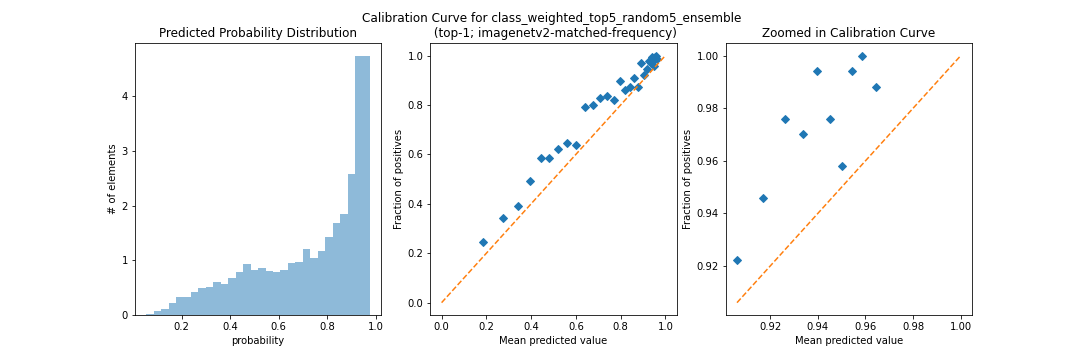 Calibration Curve for class_weighted_top5_random5_ensemble
(top-1; imagenetv2-matched-frequency)
Predicted Probability Distribution
# of elements
4
3
2
1
0
0.2 0.4 0.6 0.8 1.0
probability
Fraction of positives
1.0
0.8
0.6
0.4
0.2
0.0
0.0 0.2 0.4 0.6 0.8 1.0
Mean predicted value
Zoomed in Calibration Curve
Fraction of positives
1.00
0.98
0.96
0.94
0.92
0.92 0.94 0.96 0.98 1.00
Mean predicted value